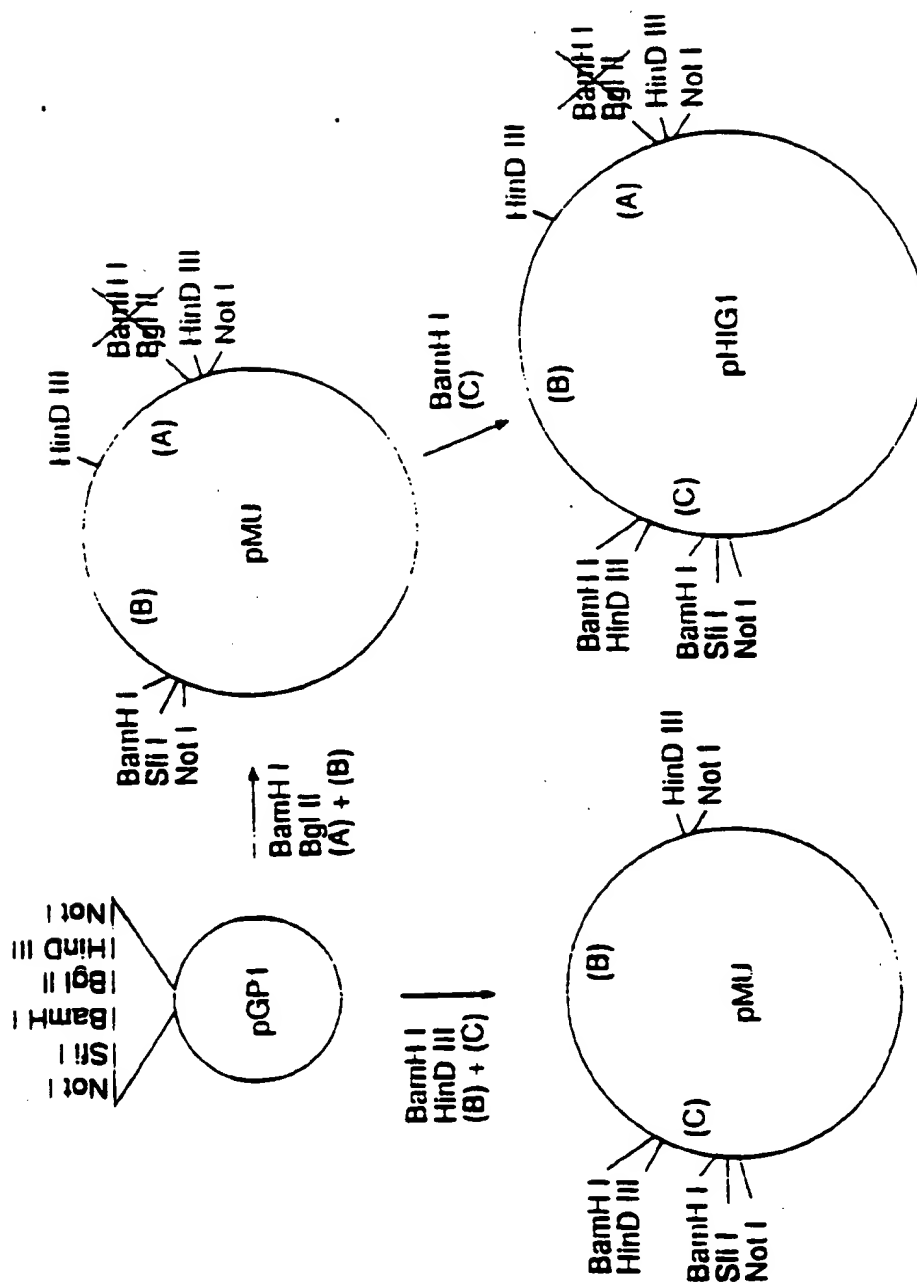 Not I
Sfi I
BamH I
Bgl II
HinD III
Not I
pGP1
BamH I
Bgl II
(A) + (B)
BamH I
Sfi I
Not I
(B)
HinD III
(A)
BamH I
Bgl II
HinD III
Not I
pMU
BamH I
HinD III
(B) + (C)
BamH I
(C)
BamH I
HinD III
(C)
BamH I
Sfi I
Not I
(B)
HinD III
Not I
pMU
BamH I
HinD III
(C)
BamH I
Sfi I
Not I
(B)
HinD III
(A)
BamH I
Bgl II
HinD III
Not I
pHIG1